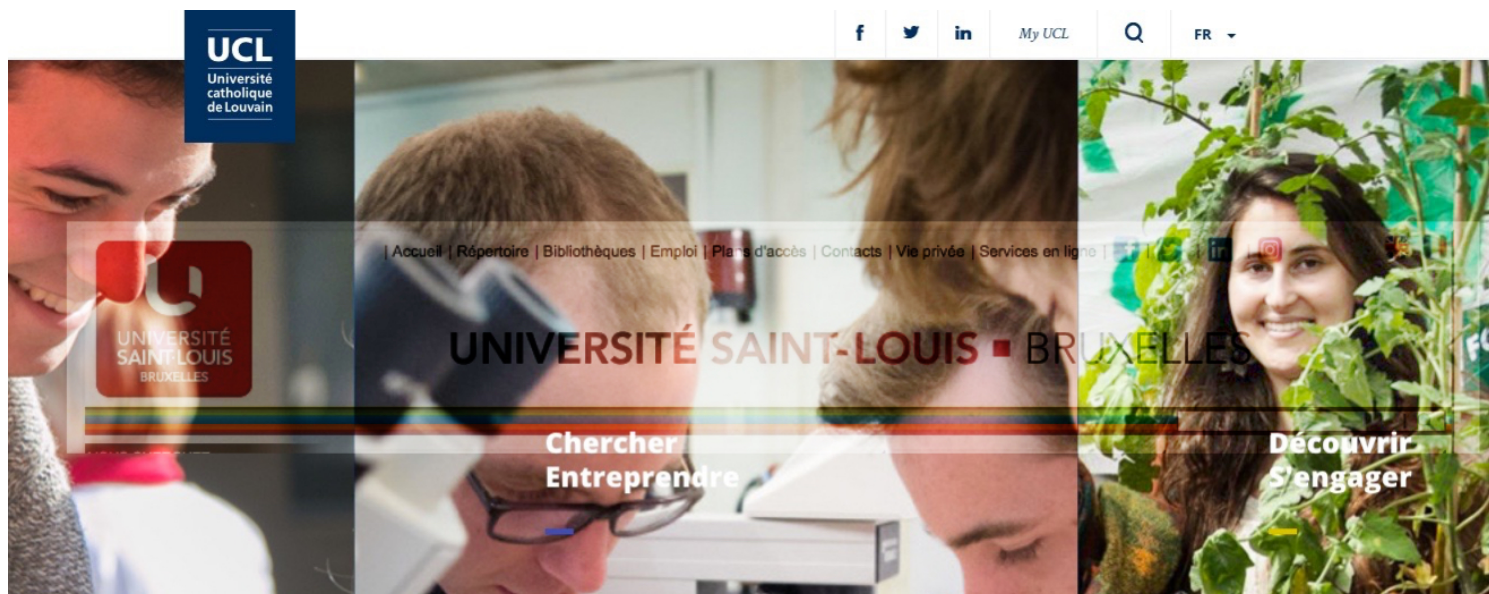 UCL
Université
catholique
de Louvain
My UCL
FR
| Accueil | Répertoire | Bibliothèques | Emploi | Plans d'accès | Contacts | Vie privée | Services en ligne |
UNIVERSITÉ
SAINT-LOUIS
BRUXELLES
UNIVERSITÉ SAINT-LOUIS ▪ BRUXELLES
Chercher
Entreprendre
Découvrir
S'engager